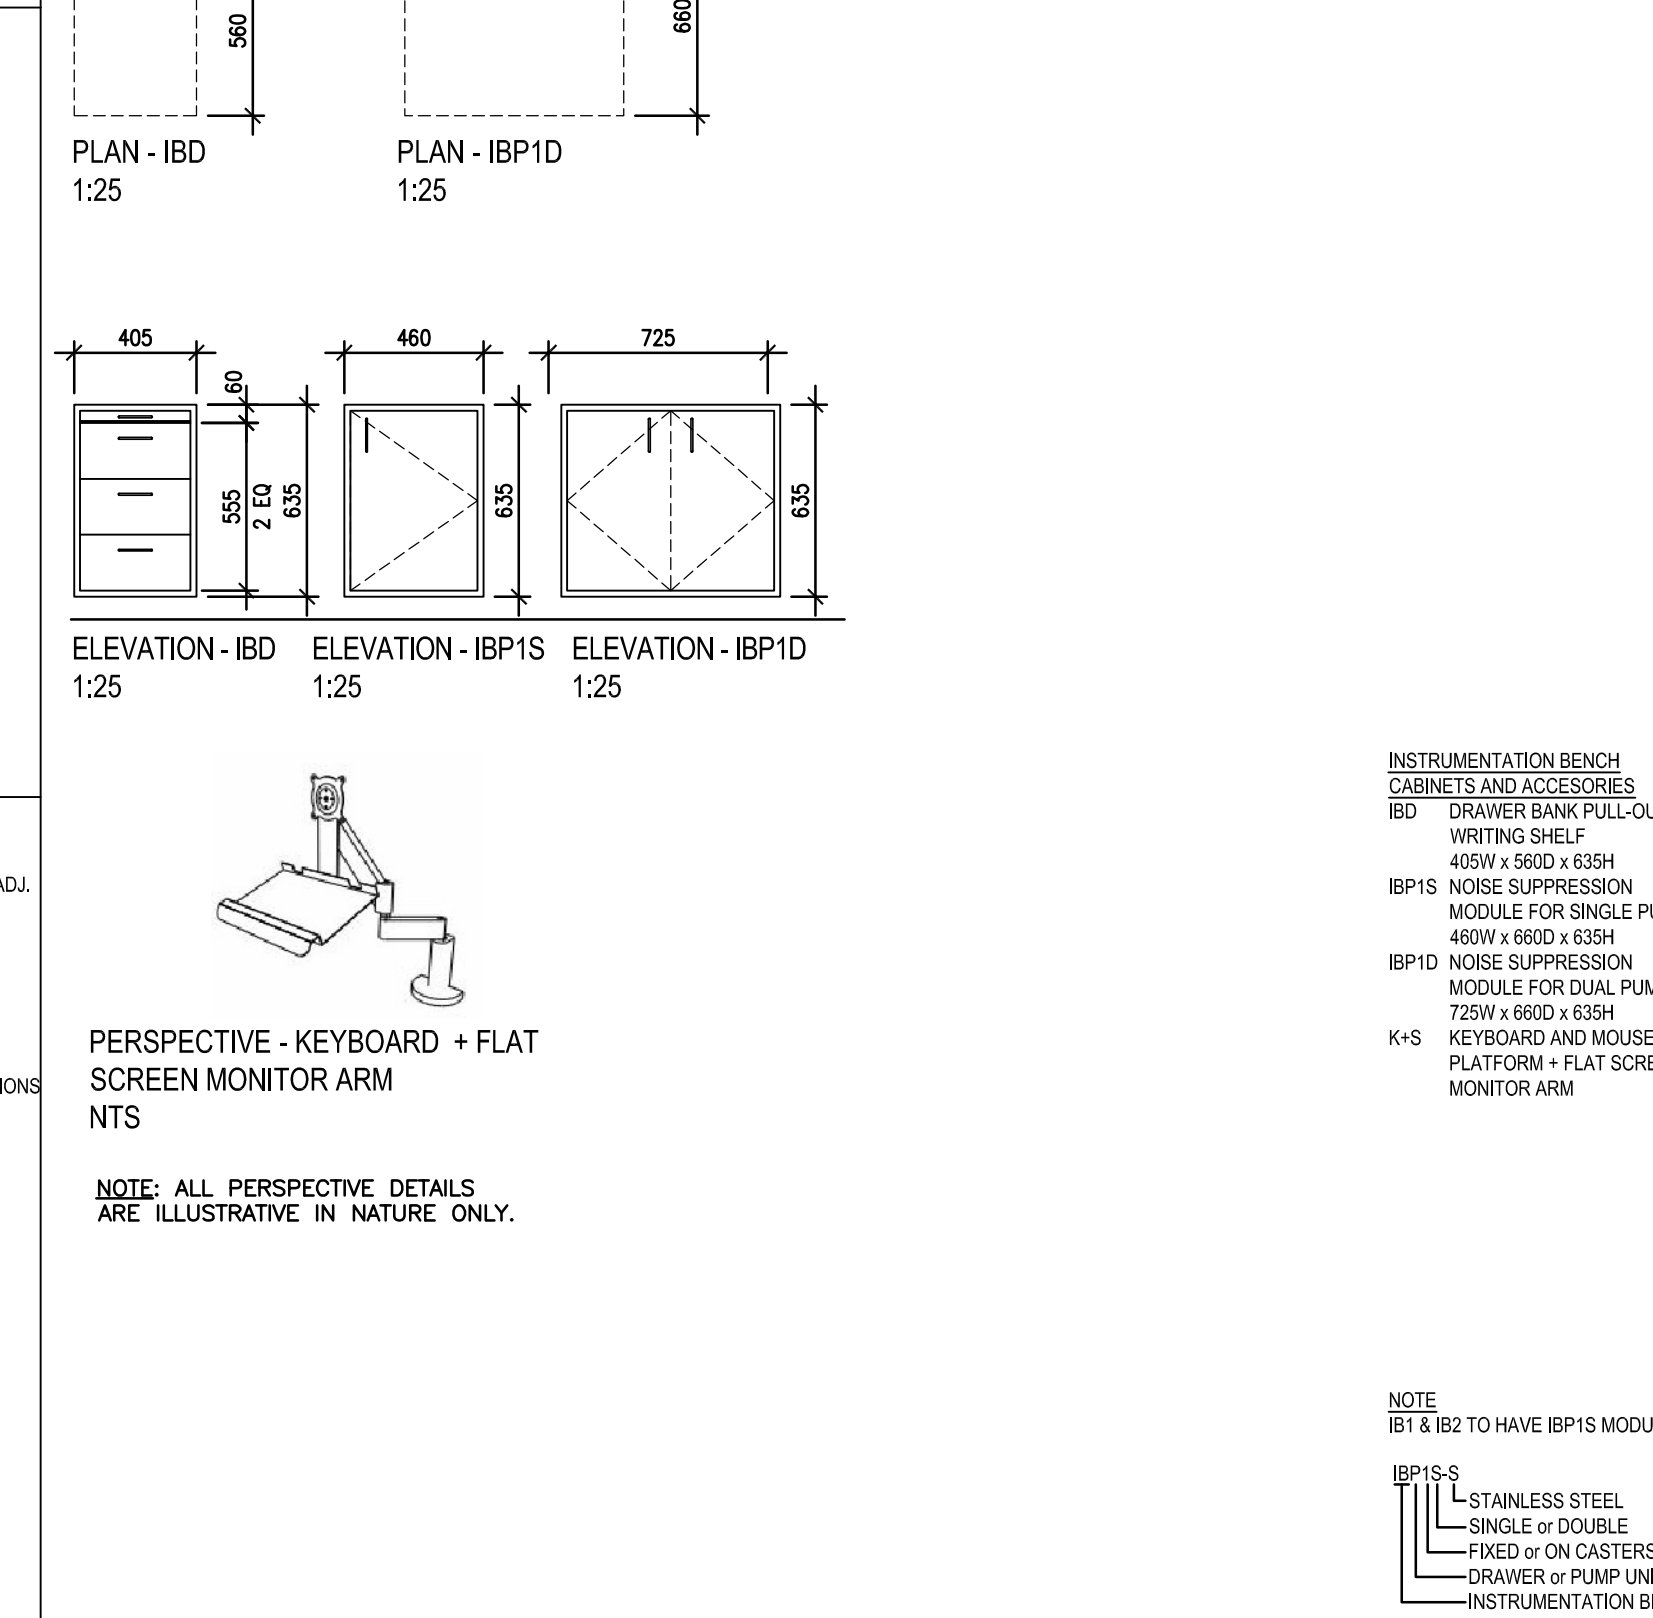 560
660
PLAN - IBD
1:25
PLAN - IBP1D
1:25
405
460
725
60
555
2 EQ
635
635
635
ELEVATION - IBD
1:25
ELEVATION - IBP1S
1:25
ELEVATION - IBP1D
1:25
ADJ.
IONS
PERSPECTIVE - KEYBOARD + FLAT
SCREEN MONITOR ARM
NTS
NOTE: ALL PERSPECTIVE DETAILS
ARE ILLUSTRATIVE IN NATURE ONLY.
INSTRUMENTATION BENCH
CABINETS AND ACCESORIES
IBD DRAWER BANK PULL-OU
WRITING SHELF
405W x 560D x 635H
IBP1S NOISE SUPPRESSION
MODULE FOR SINGLE PU
460W x 660D x 635H
IBP1D NOISE SUPPRESSION
MODULE FOR DUAL PUM
725W x 660D x 635H
K+S KEYBOARD AND MOUSE
PLATFORM + FLAT SCRE
MONITOR ARM
NOTE
IB1 & IB2 TO HAVE IBP1S MODU
IBP1S-S
STAINLESS STEEL
SINGLE or DOUBLE
FIXED or ON CASTERS
DRAWER or PUMP UNI
INSTRUMENTATION BE